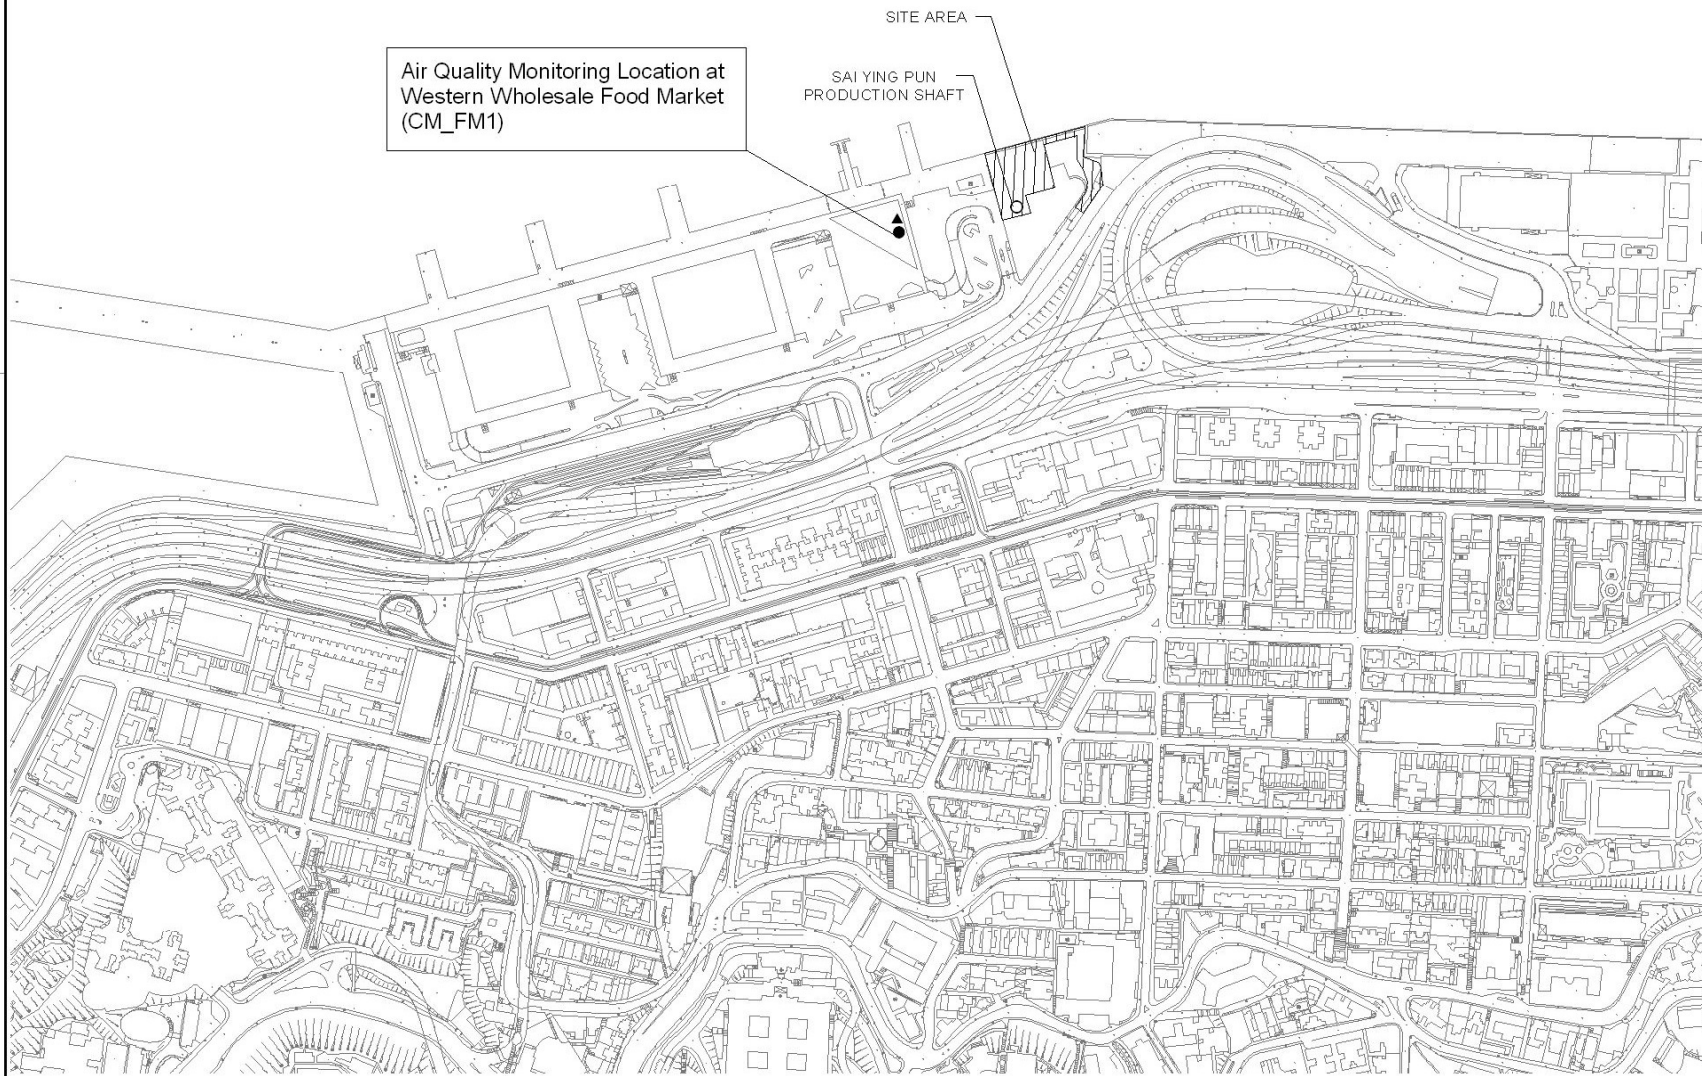 SITE AREA
Air Quality Monitoring Location at
Western Wholesale Food Market
(CM_FM1)
SAI YING PUN
PRODUCTION SHAFT